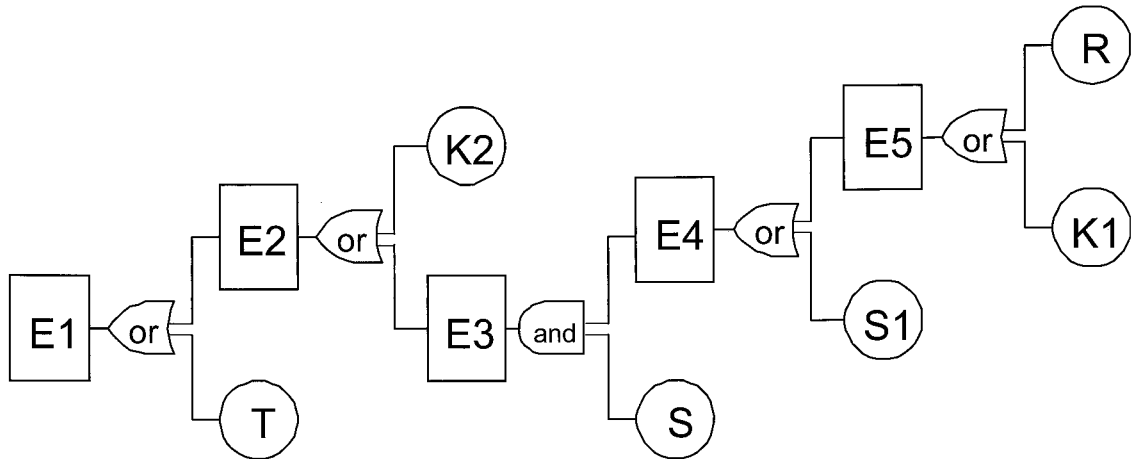 R
K2
E5
or
E2
or
E4
or
K1
E1
or
E3
and
S1
T
S